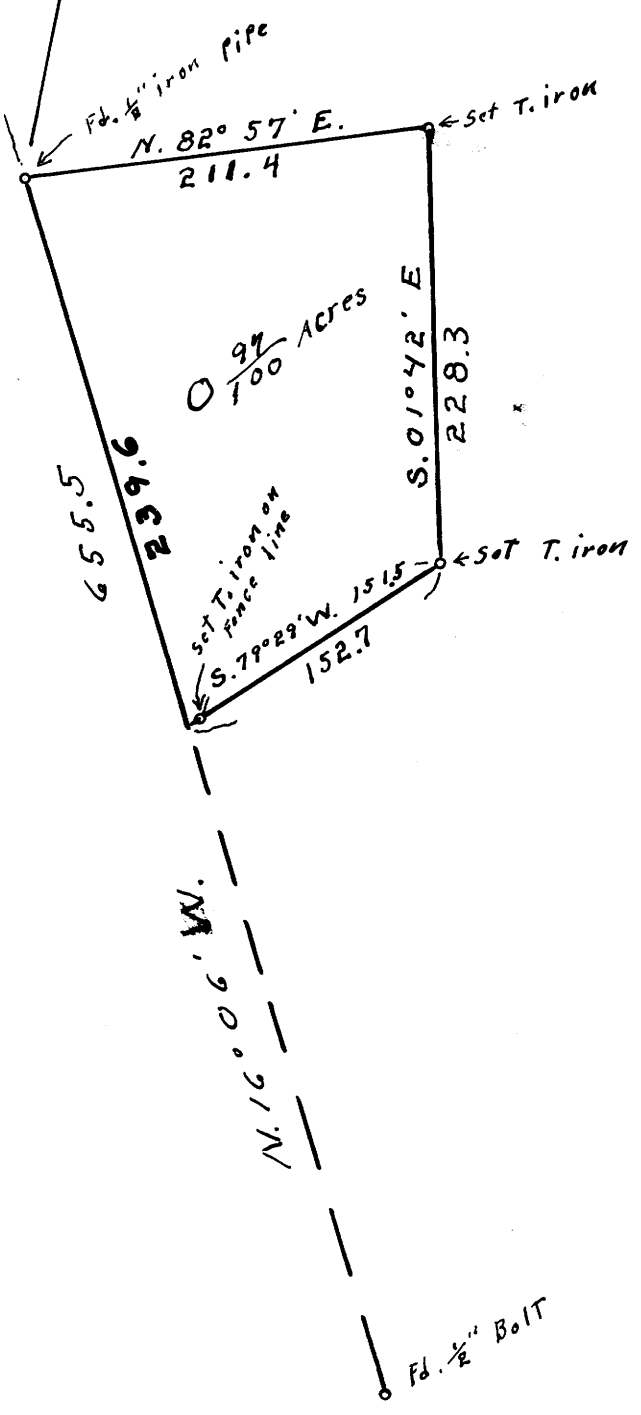 Fd. ½" iron pipe
N. 82° 57' E.
211.4
← Set T. iron
0 97/100 Acres
S. 01° 42' E
228.3
655.5
239.6
set T. iron on
Fence line
S. 79° 29' W. 151.5
152.7
← Set T. iron
N. 16° 06' W.
Fd. ½" Bolt